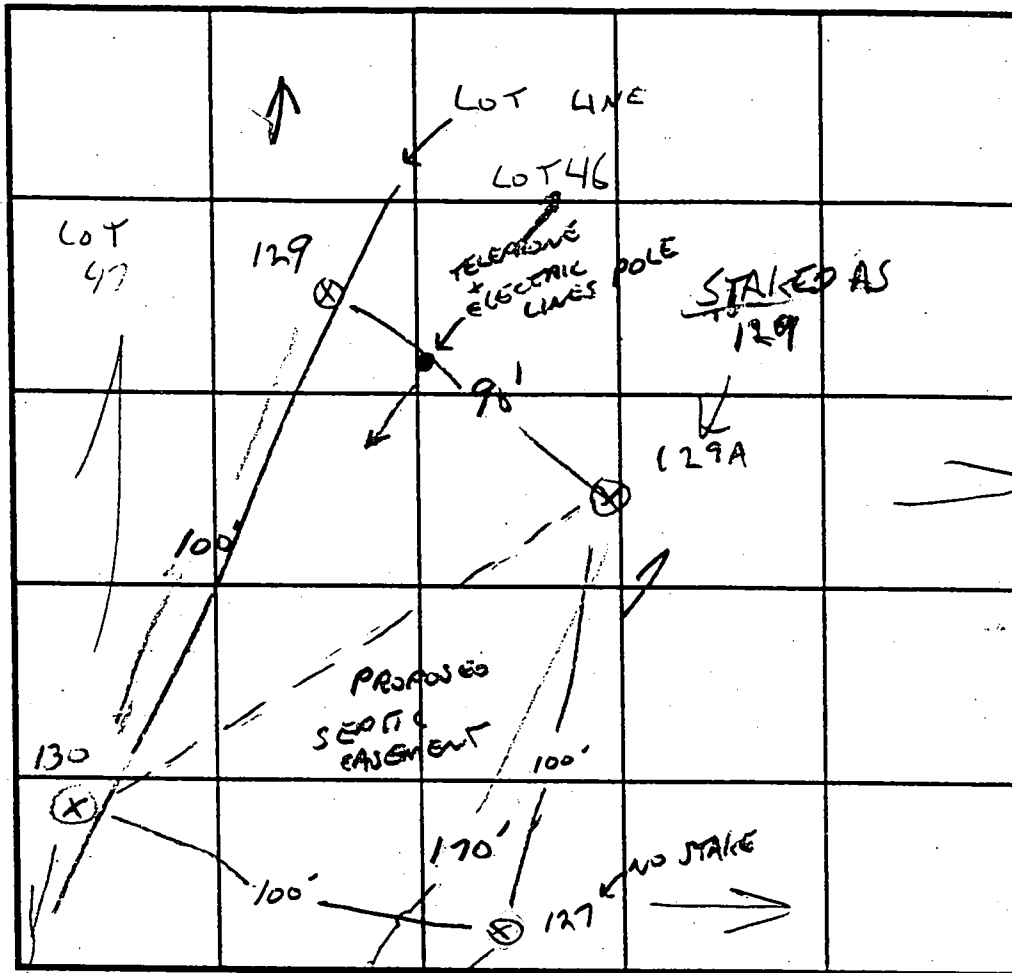 LOT LINE
LOT 46
LOT
47
129
TELEPHONE
+
ELECTRIC
LINES POLE
STAKED AS
129
90'
129A
100'
PROPOSED
SEPTIC
EASEMENT
130
100'
170'
NO STAKE
100'
127